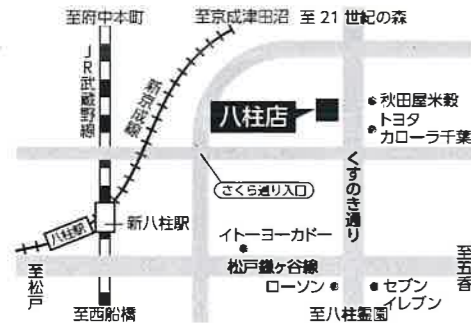 至府中本町
至京成津田沼
至21世紀の森
JR武蔵野線
新京成線
八柱店
秋田屋米穀
トヨタ
カローラ千葉
さくら通り入口
くすのき通り
八柱駅
新八柱駅
イトーヨーカドー
松戸鎌ヶ谷線
至五香
至松戸
ローソン
セブン
イレブン
至西船橋
至八柱霊園